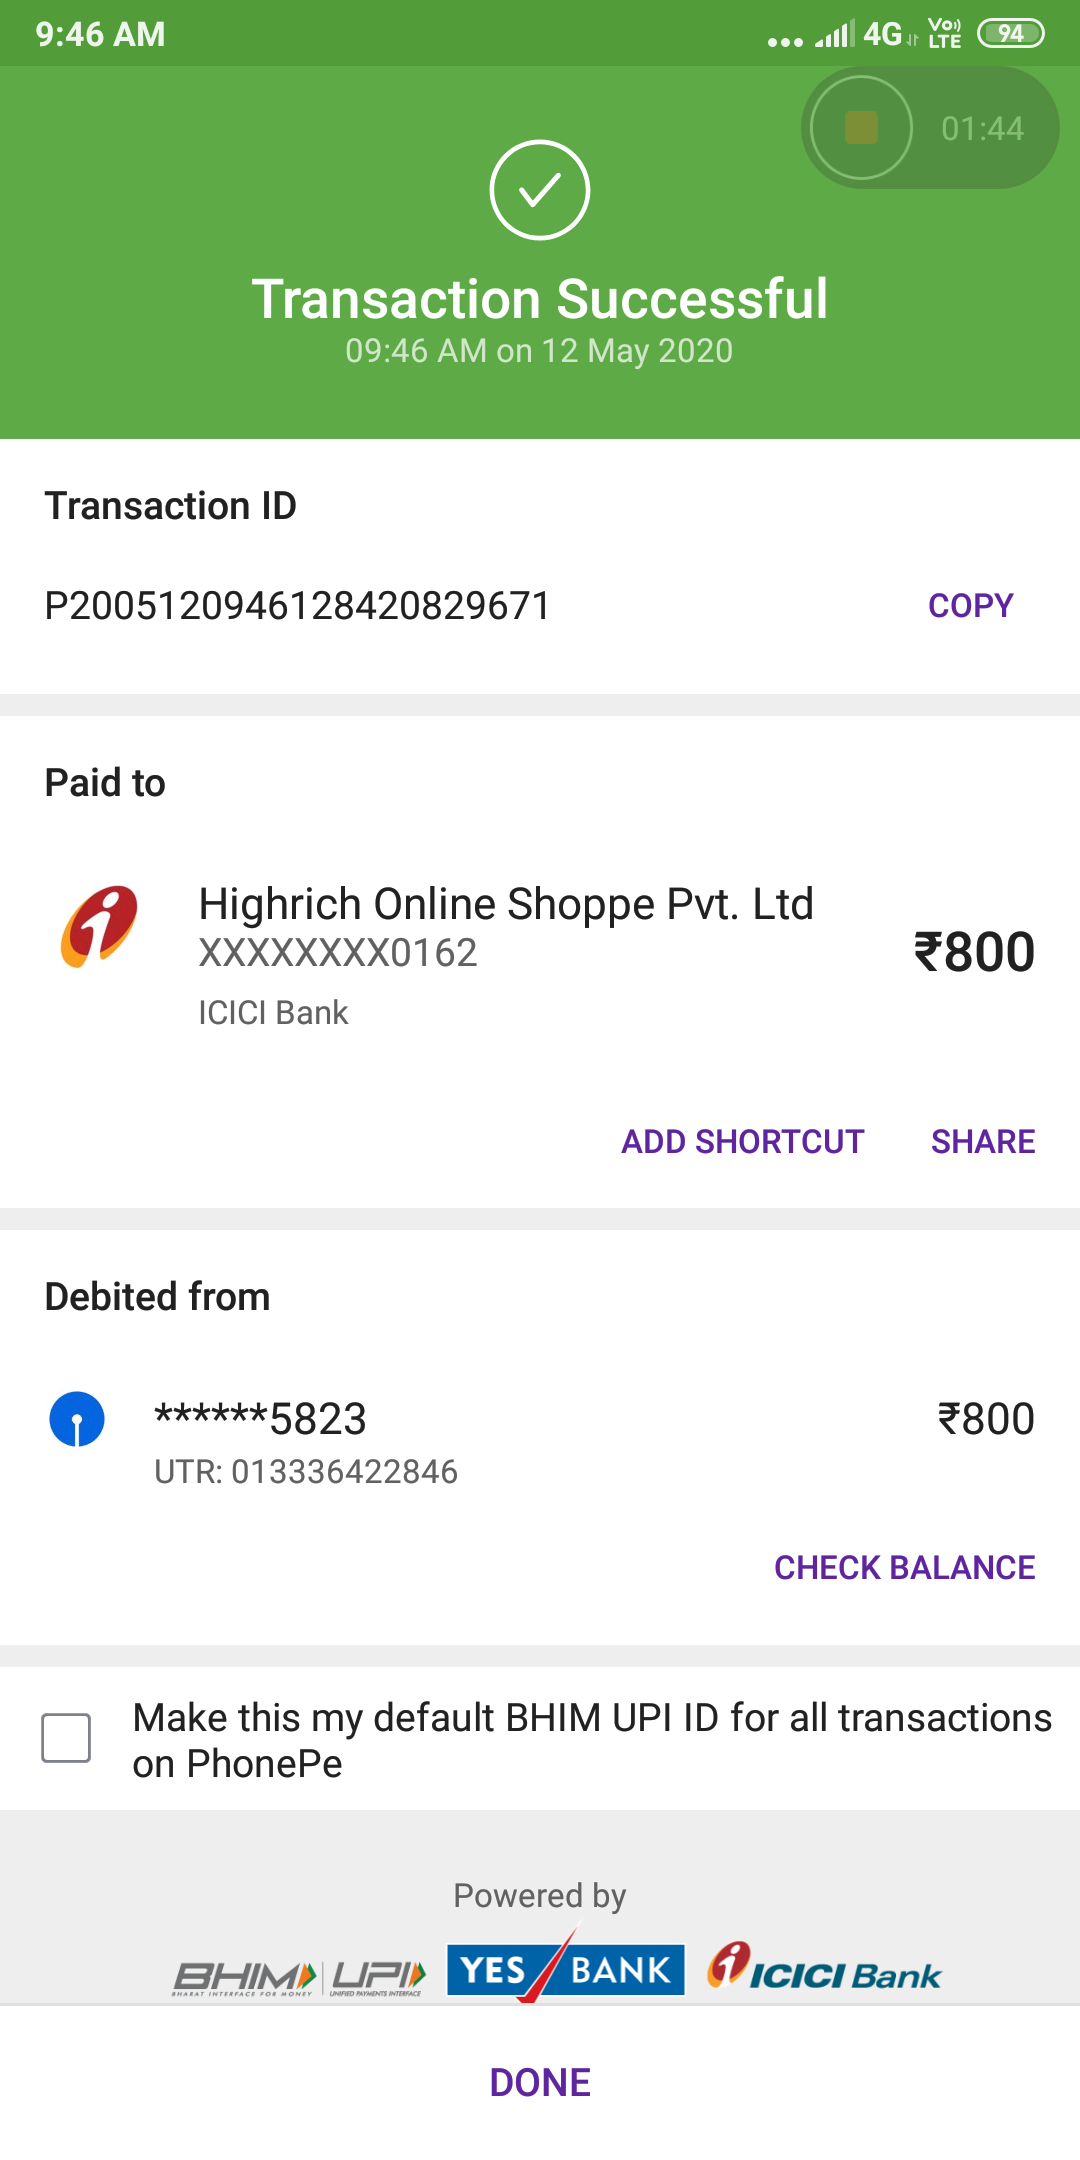 9:46 AM
4G
Vo))
LTE
94
01:44
Transaction Successful
09:46 AM on 12 May 2020
Transaction ID
P2005120946128420829671
COPY
Paid to
Highrich Online Shoppe Pvt. Ltd
XXXXXXXX0162
₹800
ICICI Bank
ADD SHORTCUT
SHARE
Debited from
******5823
₹800
UTR: 013336422846
CHECK BALANCE
Make this my default BHIM UPI ID for all transactions
on PhonePe
Powered by
BHIM UPI
BHARAT INTERFACE FOR MONEY UNIFIED PAYMENTS INTERFACE
YES BANK
ICICI Bank
DONE